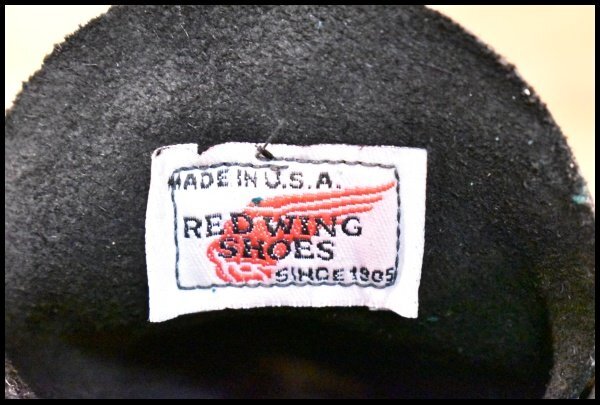 MADE IN U.S.A.
RED WING
SHOES
SINCE 1905